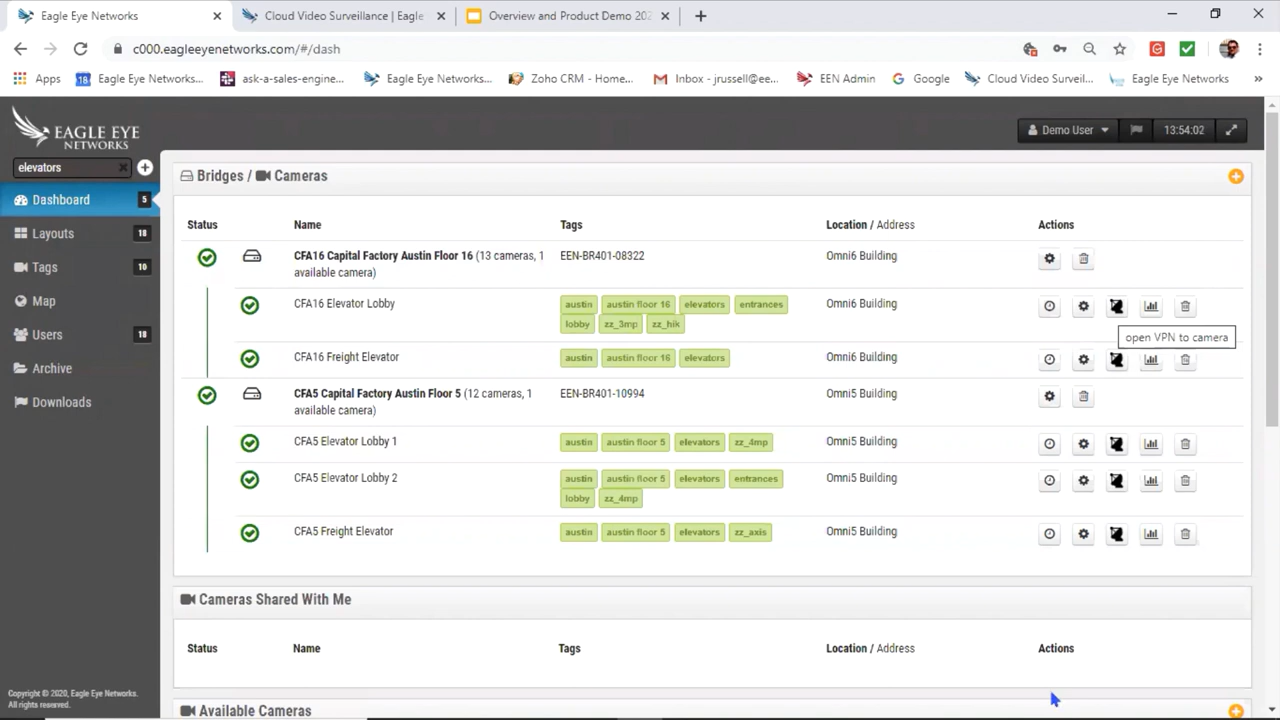 Eagle Eye Networks
Cloud Video Surveillance | Eagle
Overview and Product Demo 202
c000.eagleeyenetworks.com/#/dash
Apps
Eagle Eye Networks...
ask-a-sales-engine...
Eagle Eye Networks...
Zoho CRM - Home...
Inbox - jrussell@ee...
EEN Admin
Google
Cloud Video Surveil...
Eagle Eye Networks
»
EAGLE EYE
NETWORKS
Demo User
13:54:02
elevators
Dashboard 5
Layouts 18
Tags 10
Map
Users 18
Archive
Downloads
Bridges / Cameras
Status Name Tags Location / Address Actions
CFA16 Capital Factory Austin Floor 16 (13 cameras, 1
available camera)
EEN-BR401-08322
Omni6 Building
CFA16 Elevator Lobby
austin austin floor 16 elevators entrances
lobby zz_3mp zz_hik
Omni6 Building
open VPN to camera
CFA16 Freight Elevator
austin austin floor 16 elevators
Omni6 Building
CFA5 Capital Factory Austin Floor 5 (12 cameras, 1
available camera)
EEN-BR401-10994
Omni5 Building
CFA5 Elevator Lobby 1
austin austin floor 5 elevators zz_4mp
Omni5 Building
CFA5 Elevator Lobby 2
austin austin floor 5 elevators entrances
lobby zz_4mp
Omni5 Building
CFA5 Freight Elevator
austin austin floor 5 elevators zz_axis
Omni5 Building
Cameras Shared With Me
Status Name Tags Location / Address Actions
Available Cameras
Copyright © 2020, Eagle Eye Networks.
All rights reserved.